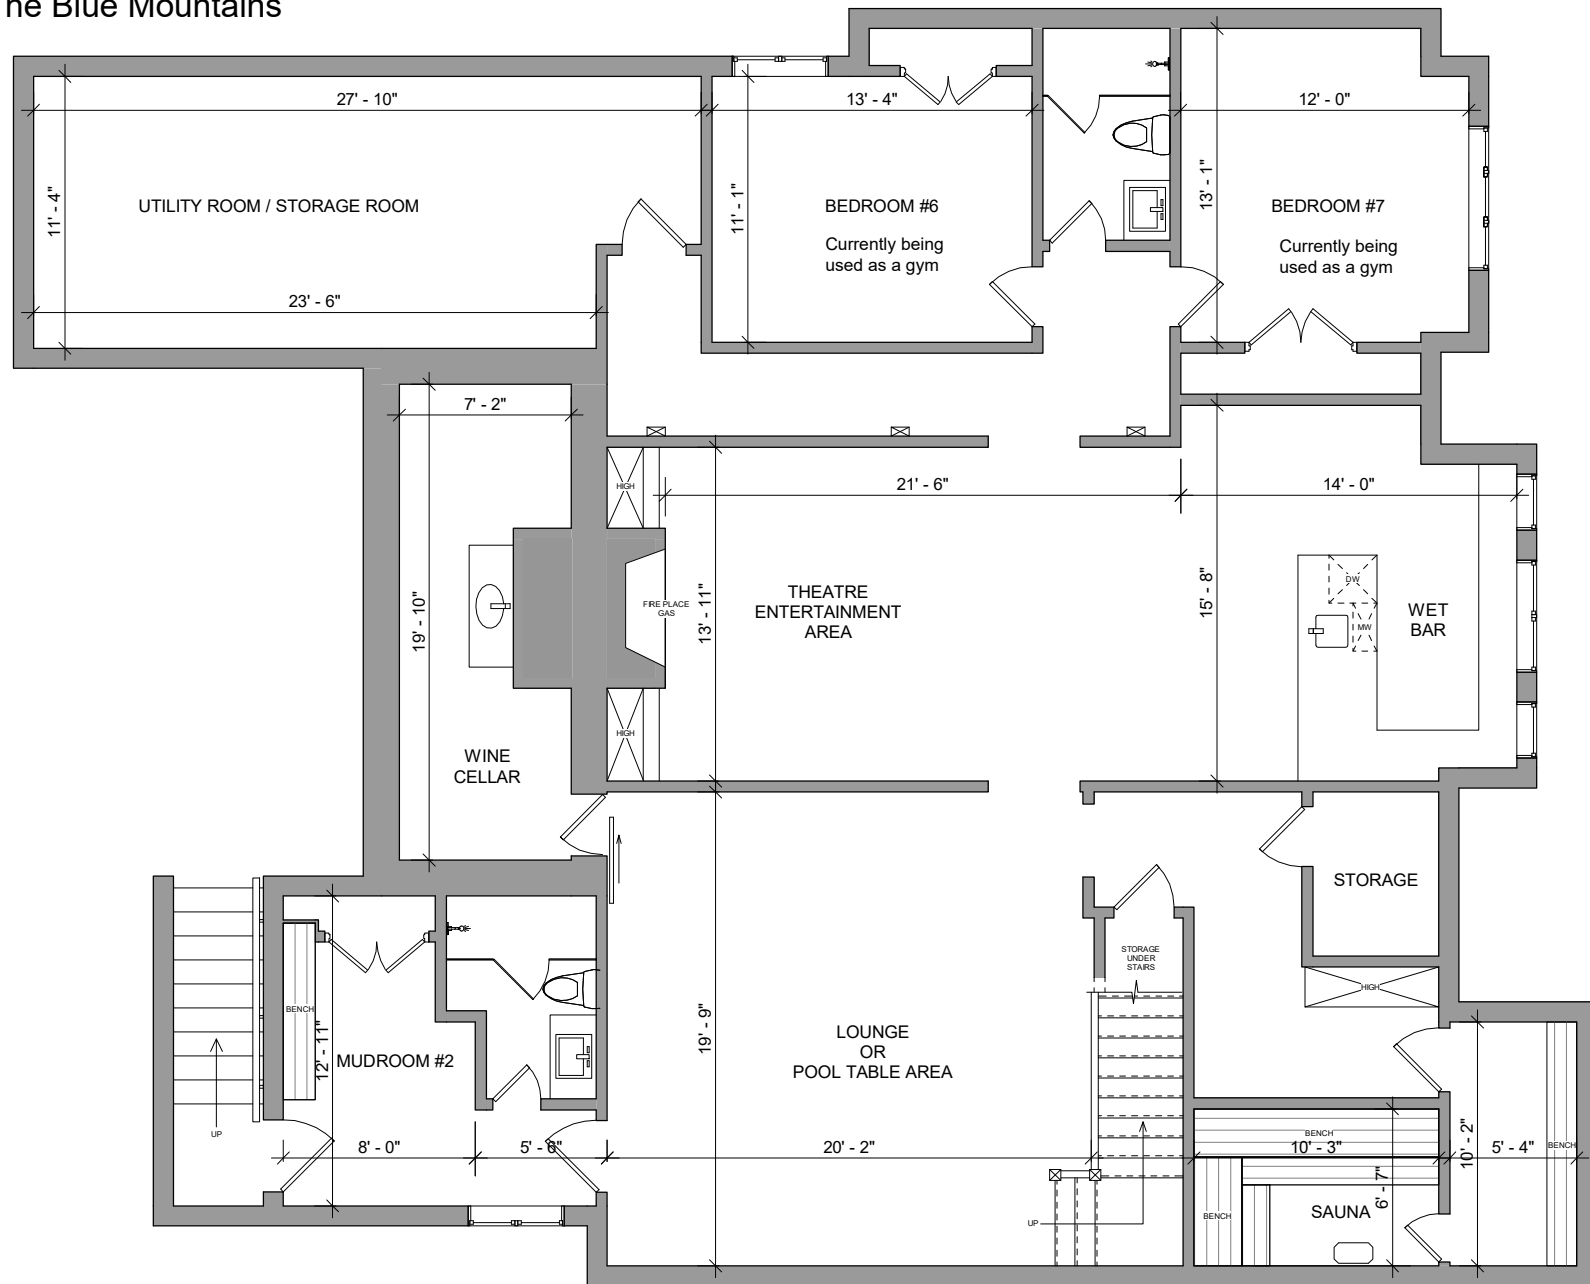 he Blue Mountains
27' - 10"
13' - 4"
12' - 0"
11' - 4"
11' - 1"
13' - 1"
UTILITY ROOM / STORAGE ROOM
BEDROOM #6
Currently being
used as a gym
BEDROOM #7
Currently being
used as a gym
23' - 6"
7' - 2"
HIGH
21' - 6"
14' - 0"
19' - 10"
FIRE PLACE
GAS
13' - 11"
THEATRE
ENTERTAINMENT
AREA
15' - 8"
DW
MW
WET
BAR
HIGH
WINE
CELLAR
STORAGE
STORAGE
UNDER
STAIRS
HIGH
BENCH
12' - 11"
MUDROOM #2
19' - 9"
LOUNGE
OR
POOL TABLE AREA
UP
8' - 0"
5' - 6"
20' - 2"
BENCH
10' - 3"
10' - 2"
5' - 4"
BENCH
6' - 7"
BENCH
SAUNA
UP